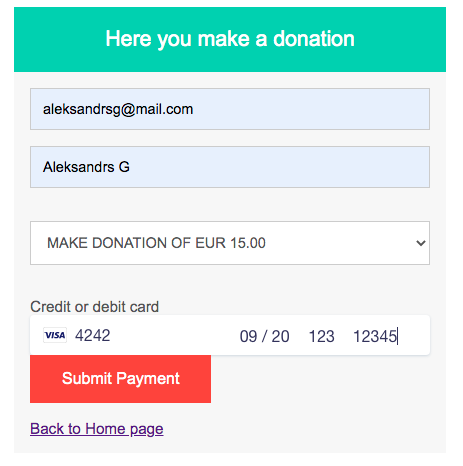 Here you make a donation
aleksandrsg@mail.com
Aleksandrs G
MAKE DONATION OF EUR 15.00
Credit or debit card
VISA 4242 09 / 20 123 12345
Submit Payment
Back to Home page